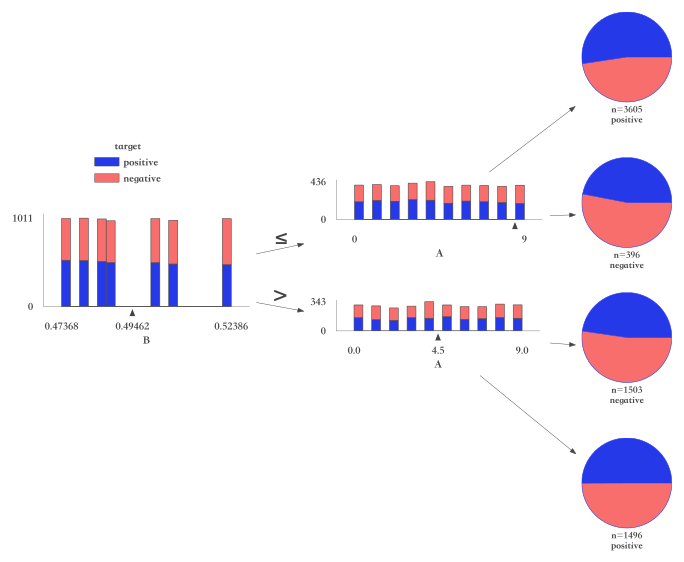 target
positive
negative
1011
0
0.47368
0.49462
0.52386
B
≤
>
436
0
0
9
A
343
0
0.0
4.5
9.0
A
n=3605
positive
n=396
negative
n=1503
negative
n=1496
positive